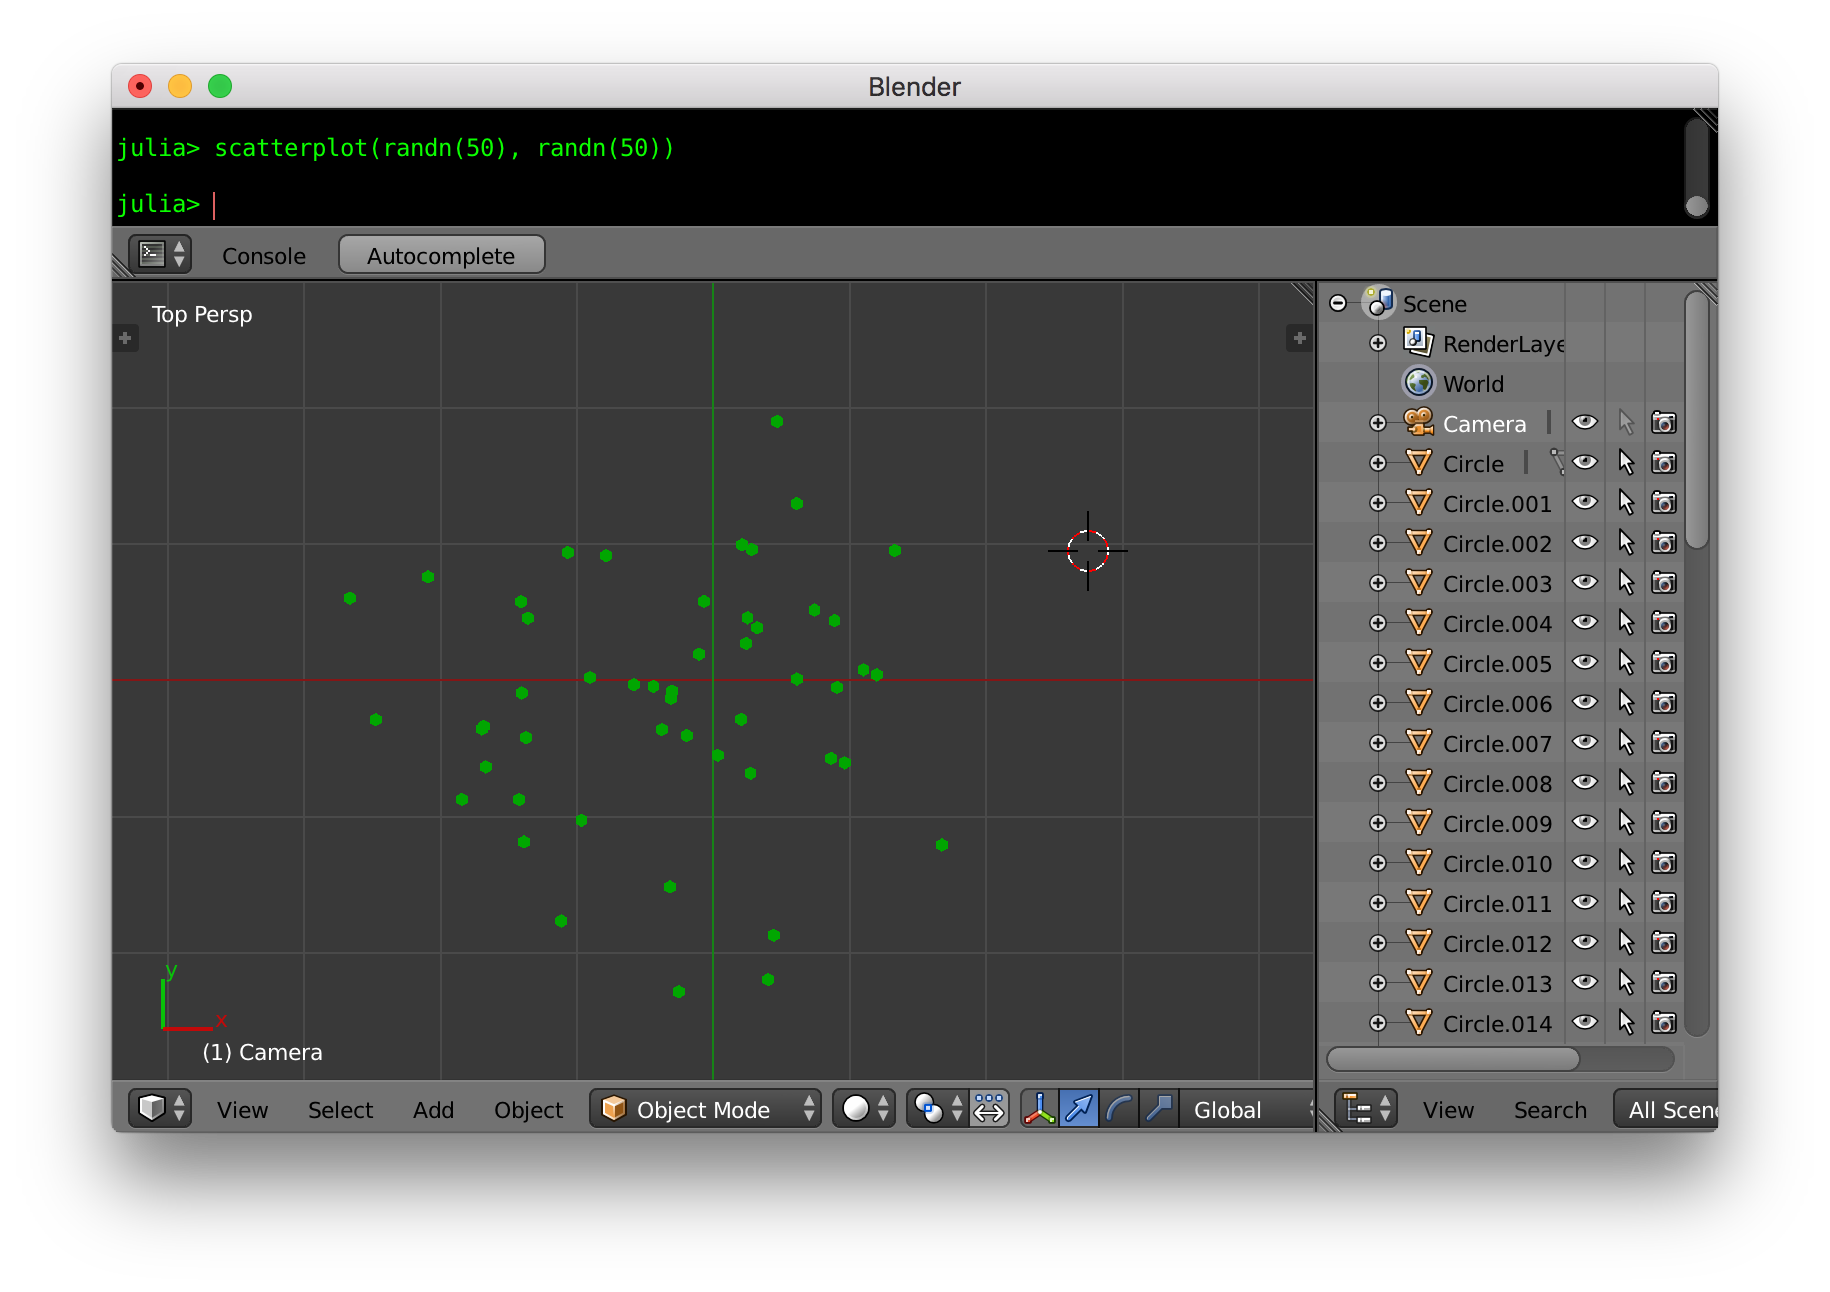 Blender
julia> scatterplot(randn(50), randn(50))
julia>
Console Autocomplete
Top Persp
y
x
(1) Camera
View Select Add Object Object Mode Global
Scene
RenderLaye
World
Camera
Circle
Circle.001
Circle.002
Circle.003
Circle.004
Circle.005
Circle.006
Circle.007
Circle.008
Circle.009
Circle.010
Circle.011
Circle.012
Circle.013
Circle.014
View Search All Scen